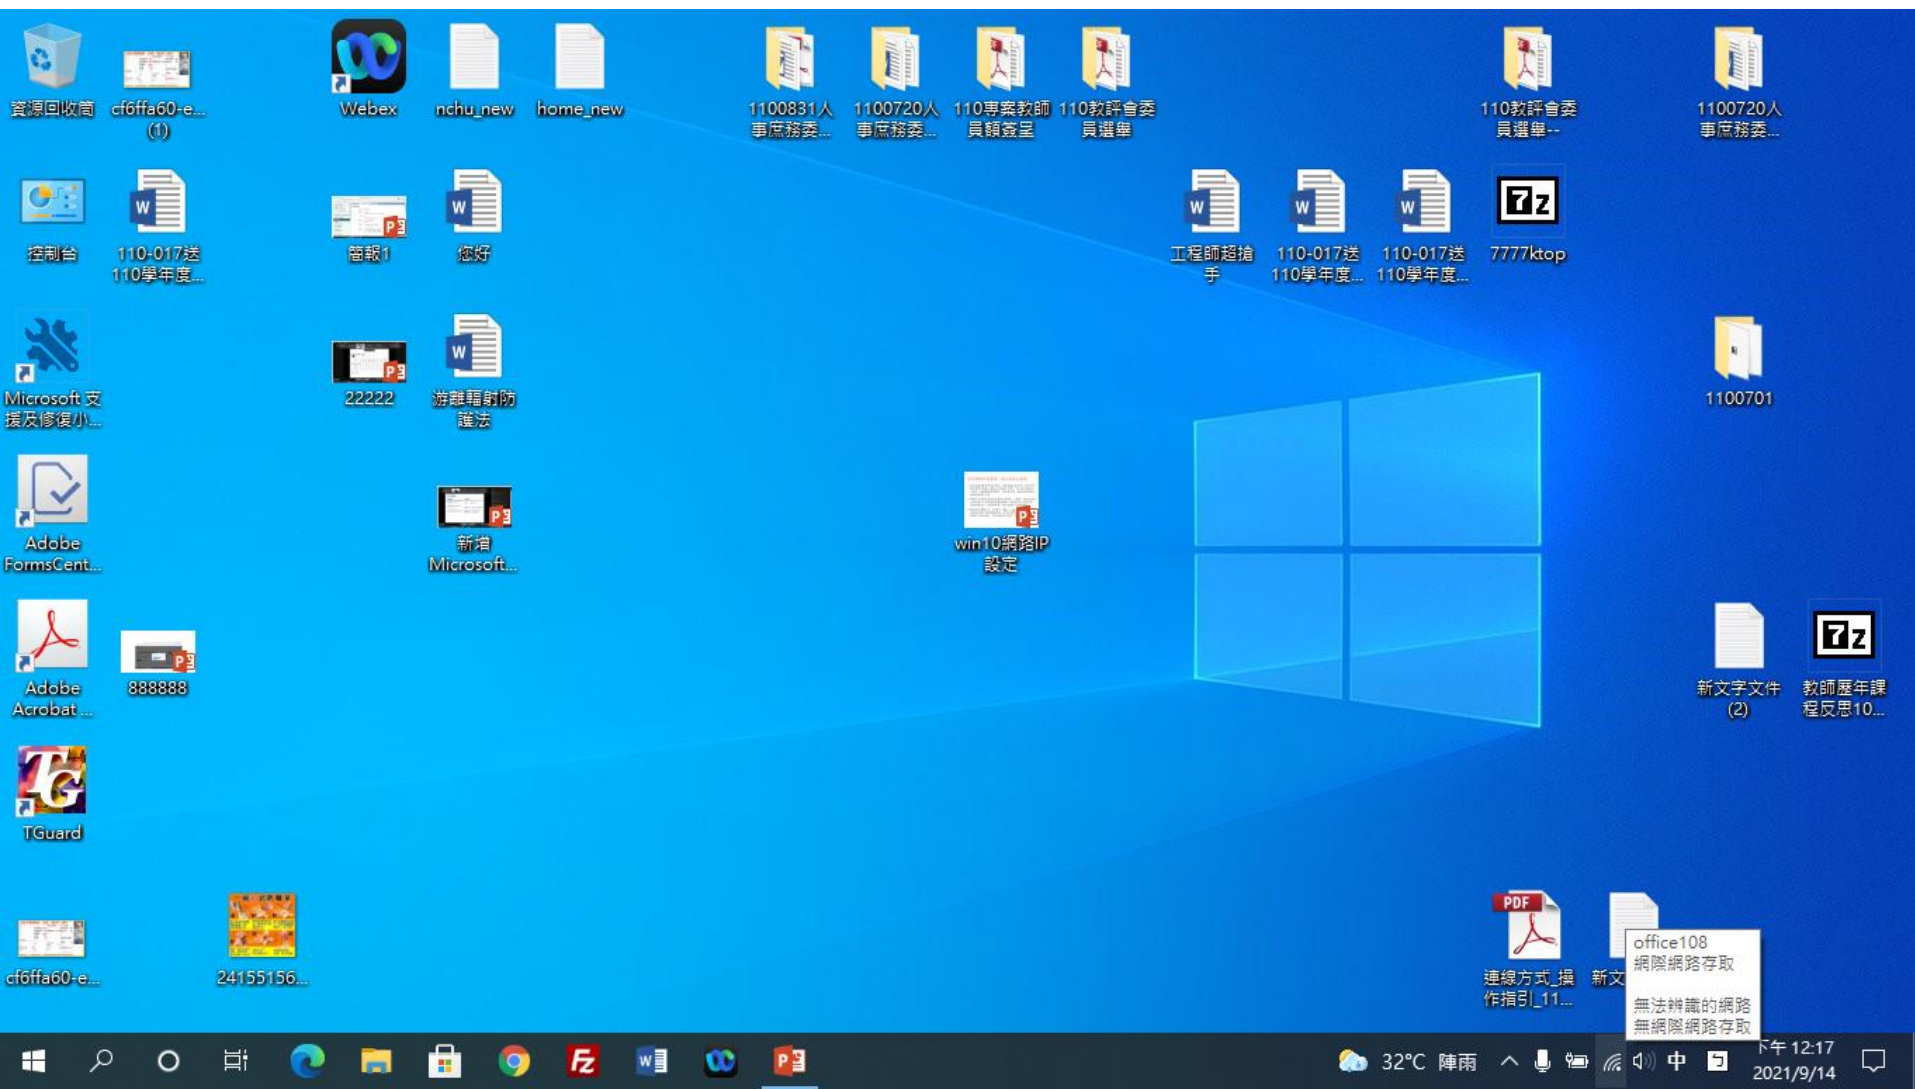 資源回收筒
cf6ffa60-e...
(1)
Webex
nchu_new
home_new
1100831人
事庶務委...
1100720人
事庶務委...
110專案教師
員額簽呈
110教評會委
員選舉
110教評會委
員選舉--
1100720人
事庶務委...
控制台
110-017送
110學年度...
簡報1
您好
工程師超搶
手
110-017送
110學年度...
110-017送
110學年度...
7777ktop
Microsoft 支
援及修復小...
22222
游離輻射防
護法
1100701
Adobe
FormsCent...
新增
Microsoft...
win10網路IP
設定
Adobe
Acrobat ...
888888
新文字文件
(2)
教師歷年課
程反思10...
TGuard
cf6ffa60-e...
24155156...
PDF
連線方式_操
作指引_11...
新文
office108
網際網路存取
無法辨識的網路
無網際網路存取
32°C 陣雨
中
下午 12:17
2021/9/14